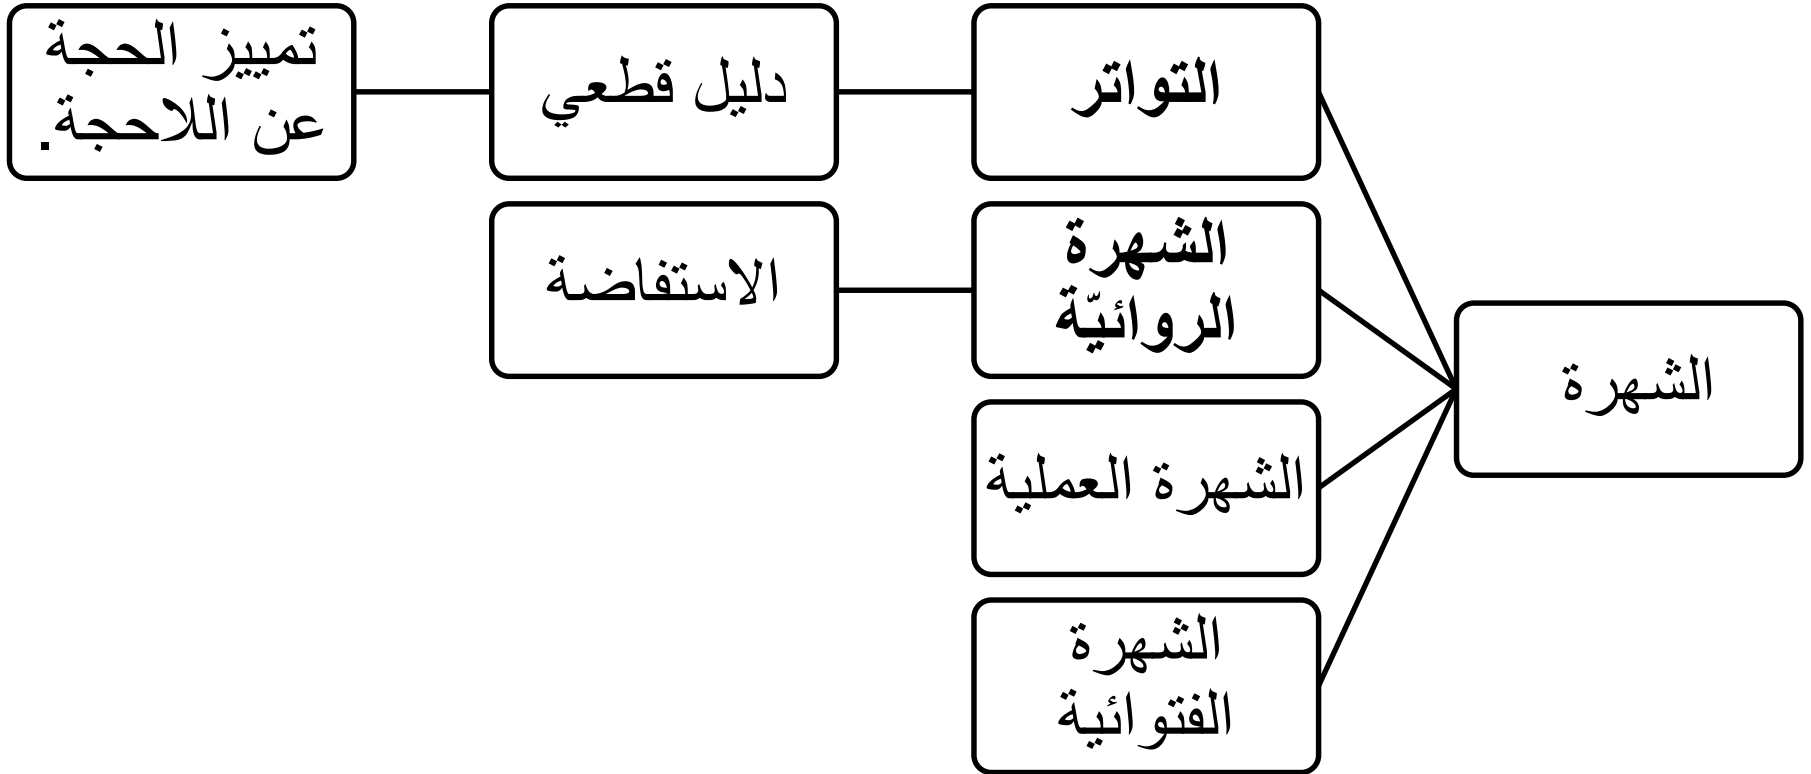 الشهرة
التواتر
دليل قطعي
تمييز الحجة
عن اللاحجة.
الشهرة
الروائيّة
الاستفاضة
الشهرة العملية
الشهرة
الفتوائية